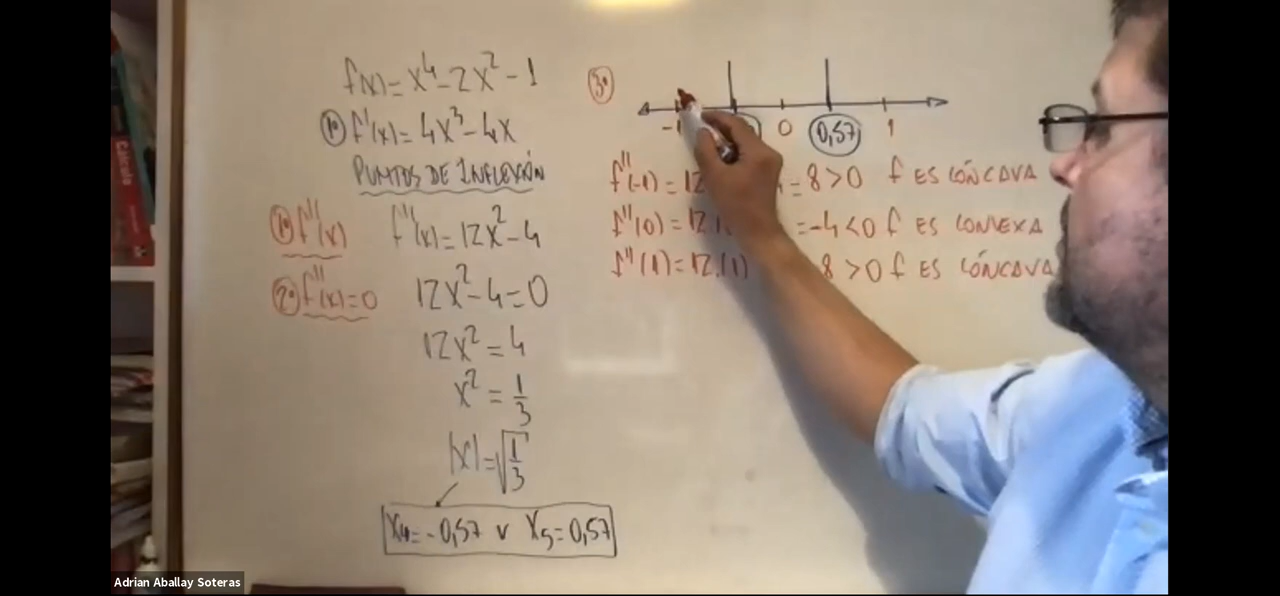 f(x) = x⁴ - 2x² - 1
1° f'(x) = 4x³ - 4x
PUNTOS DE INFLEXIÓN
1° f''(x) f''(x) = 12x² - 4
2° f''(x) = 0 12x² - 4 = 0
12x² = 4
x² = 1/3
|x| = √(1/3)
x₄ = -0,57 v x₅ = 0,57
3°
0 0,57 1
f''(-1) = 12 = 8 > 0 f ES CÓNCAVA
f''(0) = 12. = -4 < 0 f ES CONVEXA
f''(1) = 12.(1) 8 > 0 f ES CÓNCAVA
Cálculo
Adrian Aballay Soteras